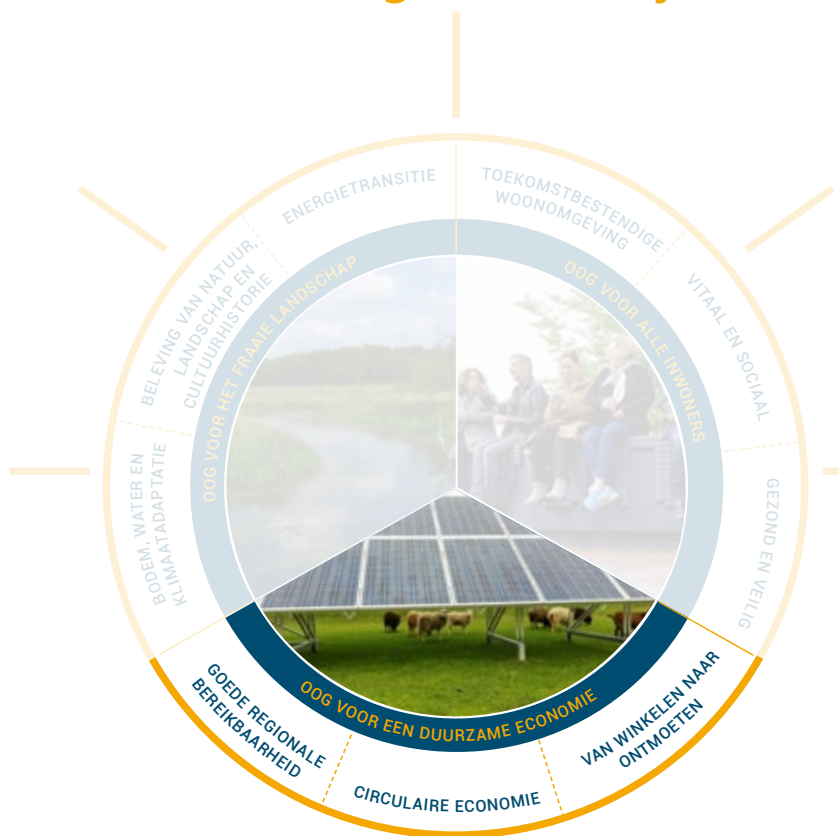 ENERGIETRANSITIE
TOEKOMSTBESTENDIGE
WOONOMGEVING
BELEVING VAN NATUUR,
LANDSCHAP EN
CULTUURHISTORIE
OOG VOOR HET FRAAIE LANDSCHAP
OOG VOOR ALLE INWONERS
VITAAL EN SOCIAAL
BODEM, WATER EN
KLIMAATADAPTATIE
GEZOND EN VEILIG
GOEDE REGIONALE
BEREIKBAARHEID
OOG VOOR EEN DUURZAME ECONOMIE
VAN WINKELEN NAAR
ONTMOETEN
CIRCULAIRE ECONOMIE